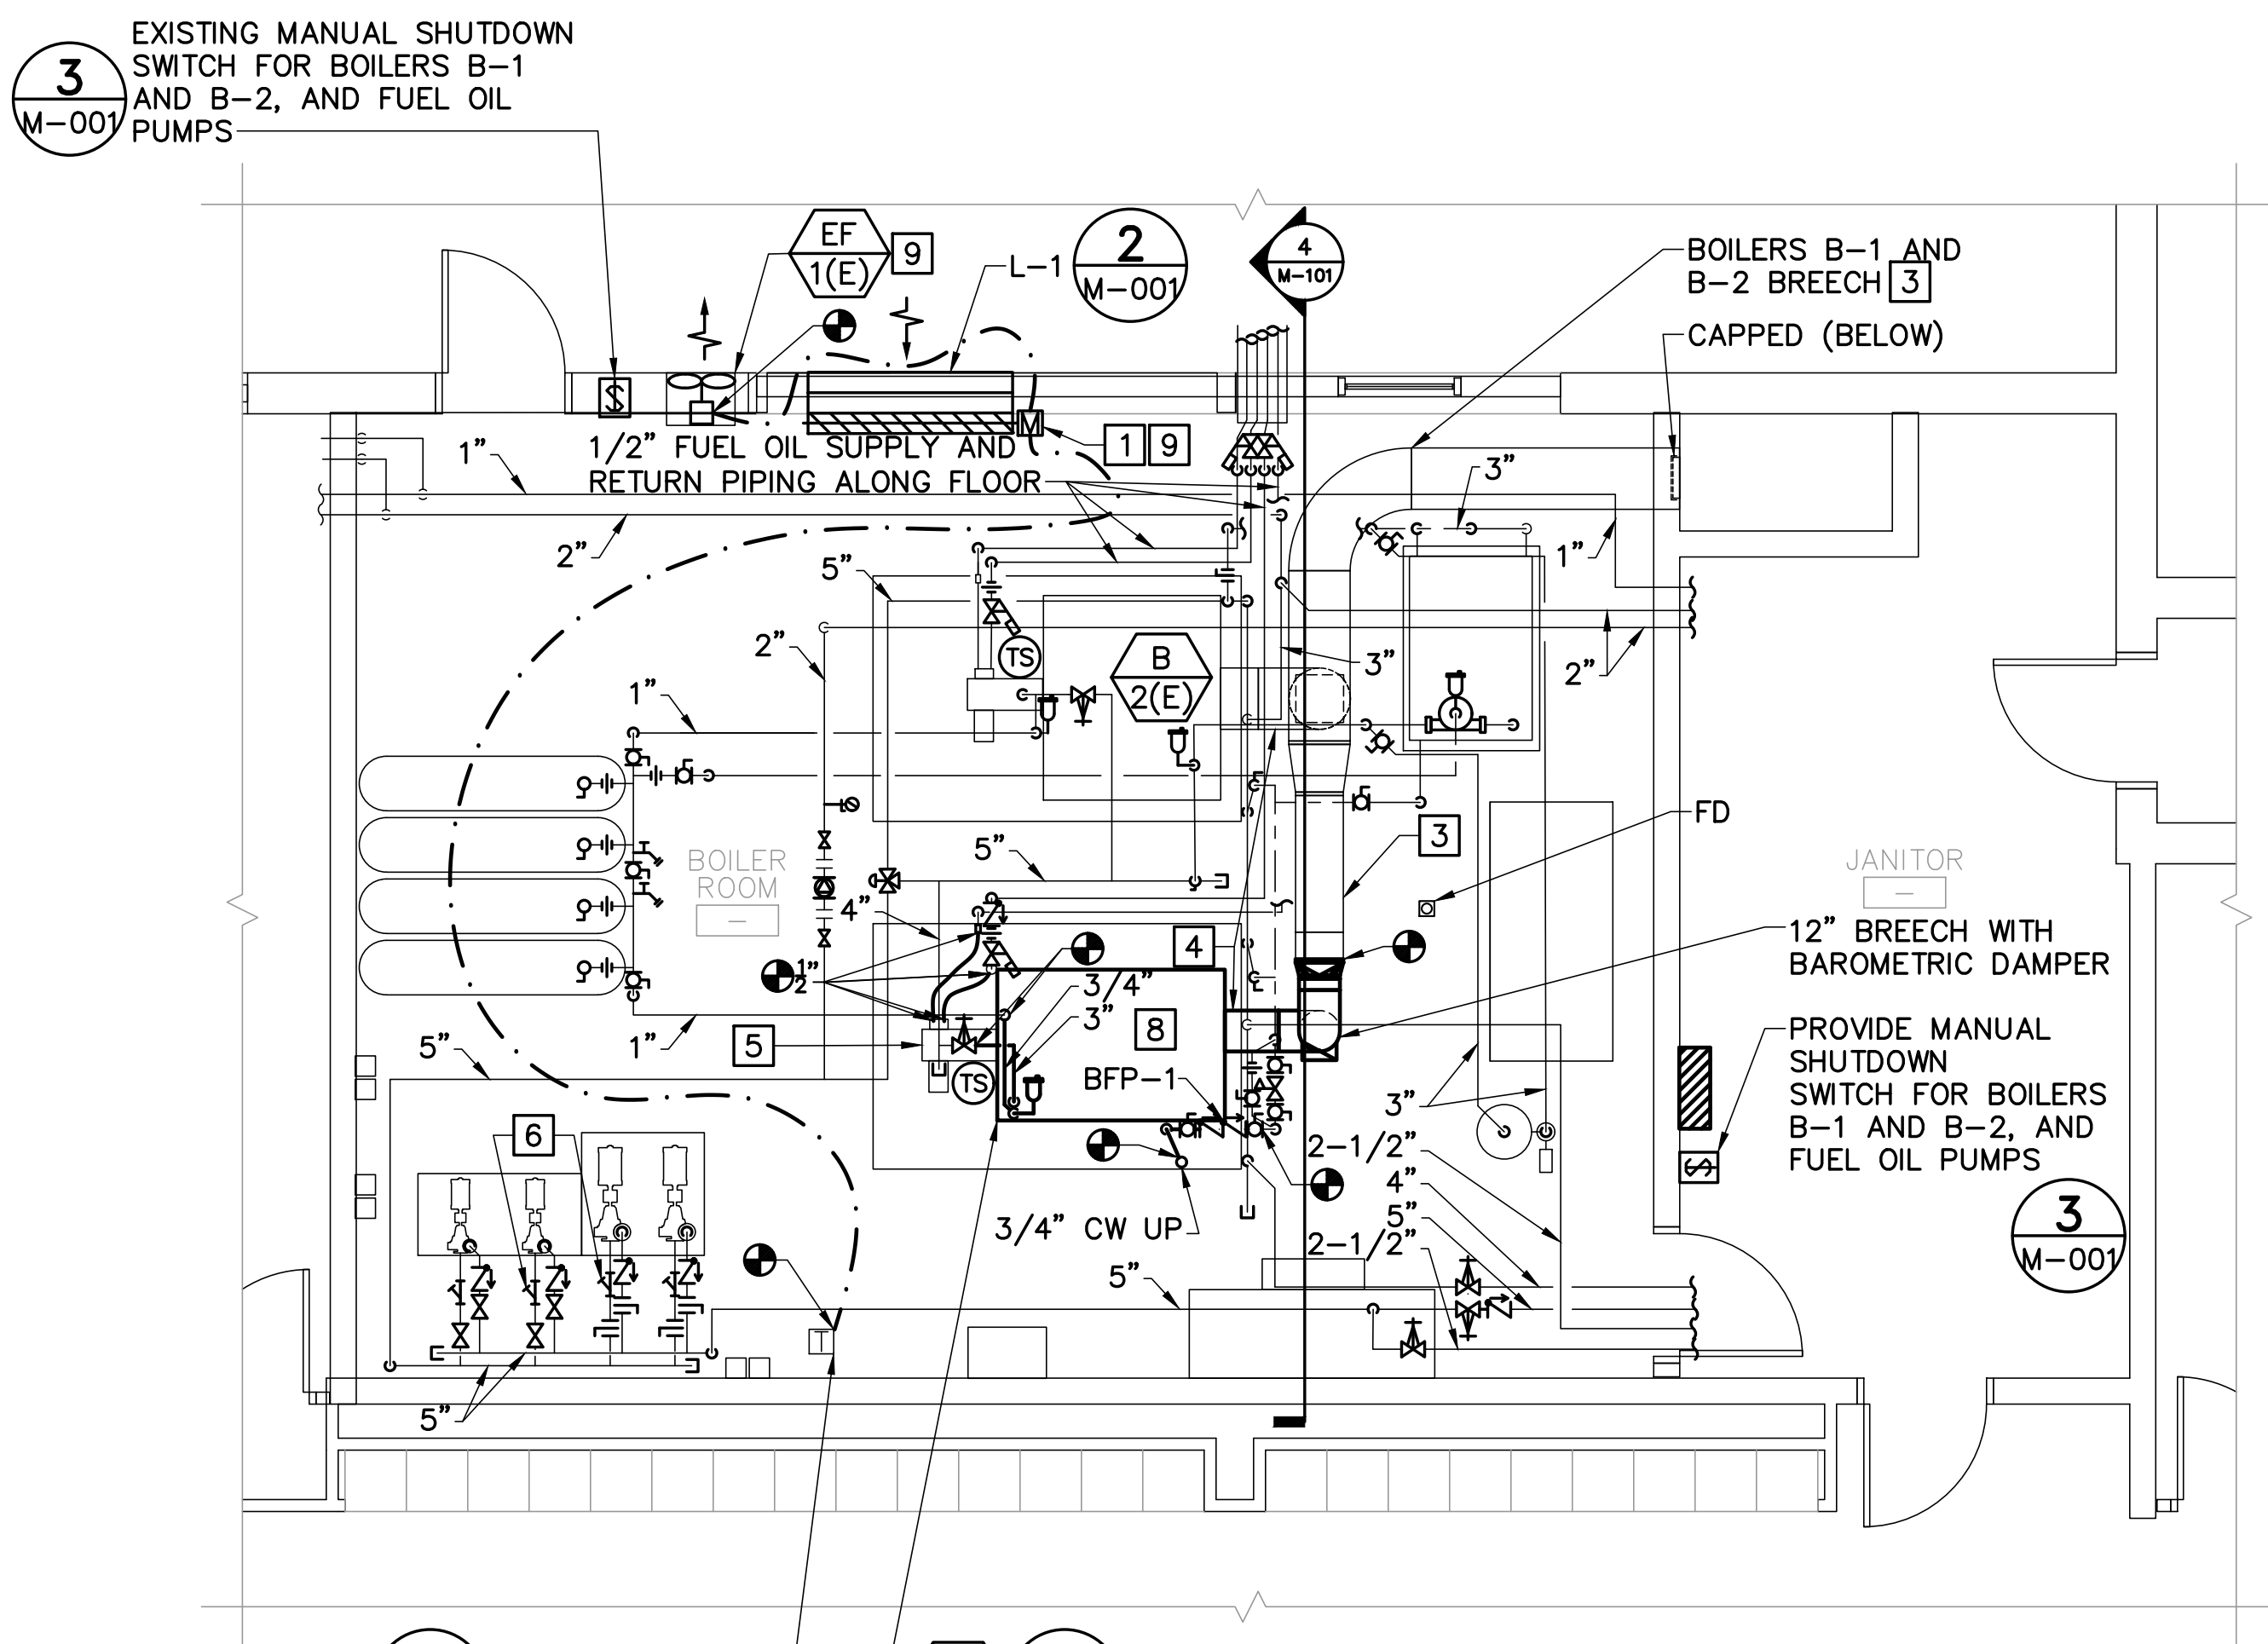 EXISTING MANUAL SHUTDOWN
SWITCH FOR BOILERS B-1
AND B-2, AND FUEL OIL
PUMPS
3
M-001
EF
1(E)
9
L-1
2
M-001
4
M-101
BOILERS B-1 AND
B-2 BREECH 3
CAPPED (BELOW)
S
M
1 9
1/2" FUEL OIL SUPPLY AND
RETURN PIPING ALONG FLOOR
1"
2"
3"
1"
5"
2"
TS
B
2(E)
3"
2"
1"
BOILER
ROOM
-
5"
4"
3
FD
JANITOR
-
12" BREECH WITH
BAROMETRIC DAMPER
4
1"
2
3/4"
3"
8
5
TS
1"
5"
BFP-1
3"
PROVIDE MANUAL
SHUTDOWN
SWITCH FOR BOILERS
B-1 AND B-2, AND
FUEL OIL PUMPS
S
6
2-1/2"
4"
5"
2-1/2"
3/4" CW UP
5"
3
M-001
T
5"